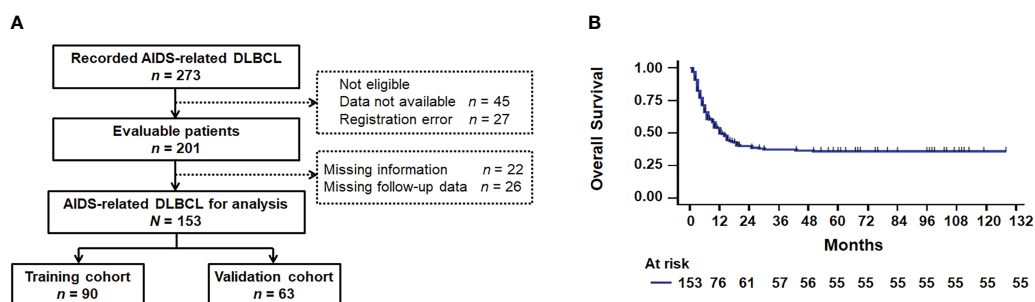 A
Recorded AIDS-related DLBCL
n = 273
Not eligible
Data not available n = 45
Registration error n = 27
Evaluable patients
n = 201
Missing information n = 22
Missing follow-up data n = 26
AIDS-related DLBCL for analysis
N = 153
Training cohort
n = 90
Validation cohort
n = 63
B
Overall Survival
1.00
0.75
0.50
0.25
0.00
0 12 24 36 48 60 72 84 96 108 120 132
Months
At risk
153 76 61 57 56 55 55 55 55 55 55 55